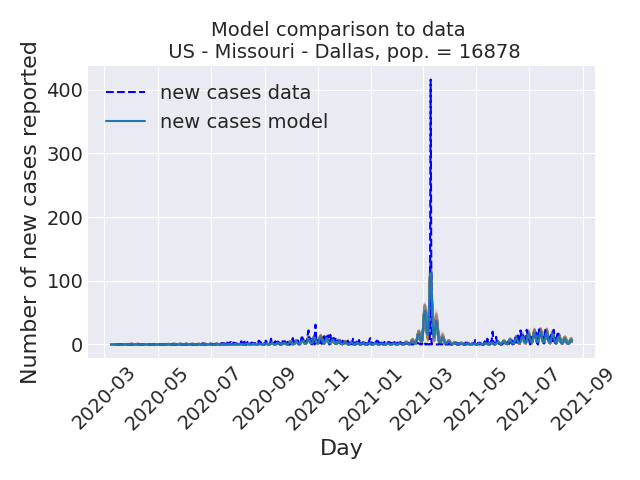 Model comparison to data
US - Missouri - Dallas, pop. = 16878
Number of new cases reported
400
300
200
100
0
new cases data
new cases model
2020-03
2020-05
2020-07
2020-09
2020-11
2021-01
2021-03
2021-05
2021-07
2021-09
Day